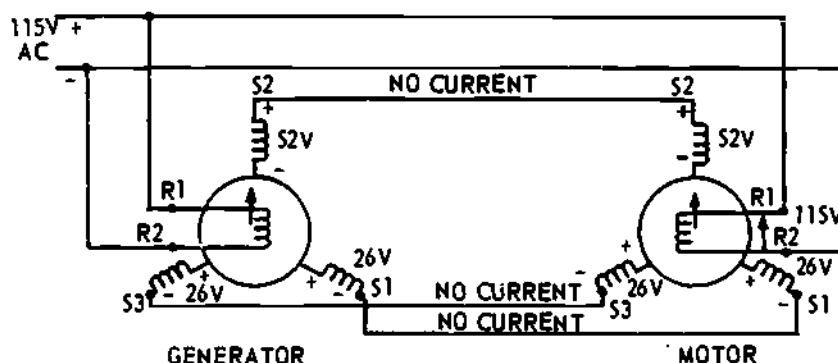 115V +
AC
-
S2 NO CURRENT S2
+ +
S2V S2V
- -
R1 R1
115V
R2 R2
26V 26V
+ + + +
- 26V - - 26V -
S3 S1 S3 S1
NO CURRENT
NO CURRENT
GENERATOR MOTOR